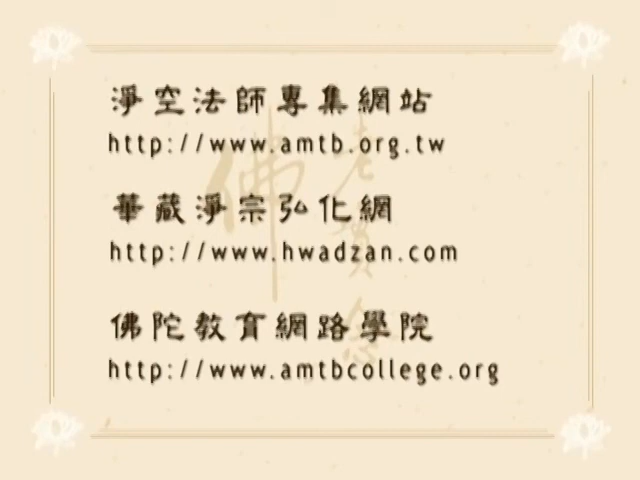 淨空法師專集網站
http://www.amtb.org.tw
華藏淨宗弘化網
http://www.hwadzan.com
佛陀教育網路學院
http://www.amtbcollege.org
佛